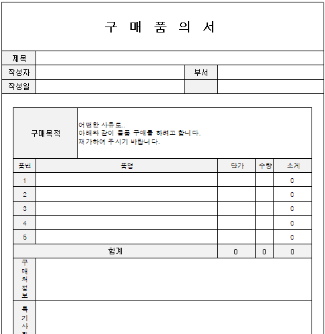 구 매 품 의 서
제목
작성자 부서
작성일
구매목적
어떠한 사유로
아래와 같이 물품 구매를 하려고 합니다.
재가하여 주시기 바랍니다.
품번 품명 단가 수량 소계
1 0
2 0
3 0
4 0
5 0
합계 0 0 0
구
매
처
정
보
특
기
사